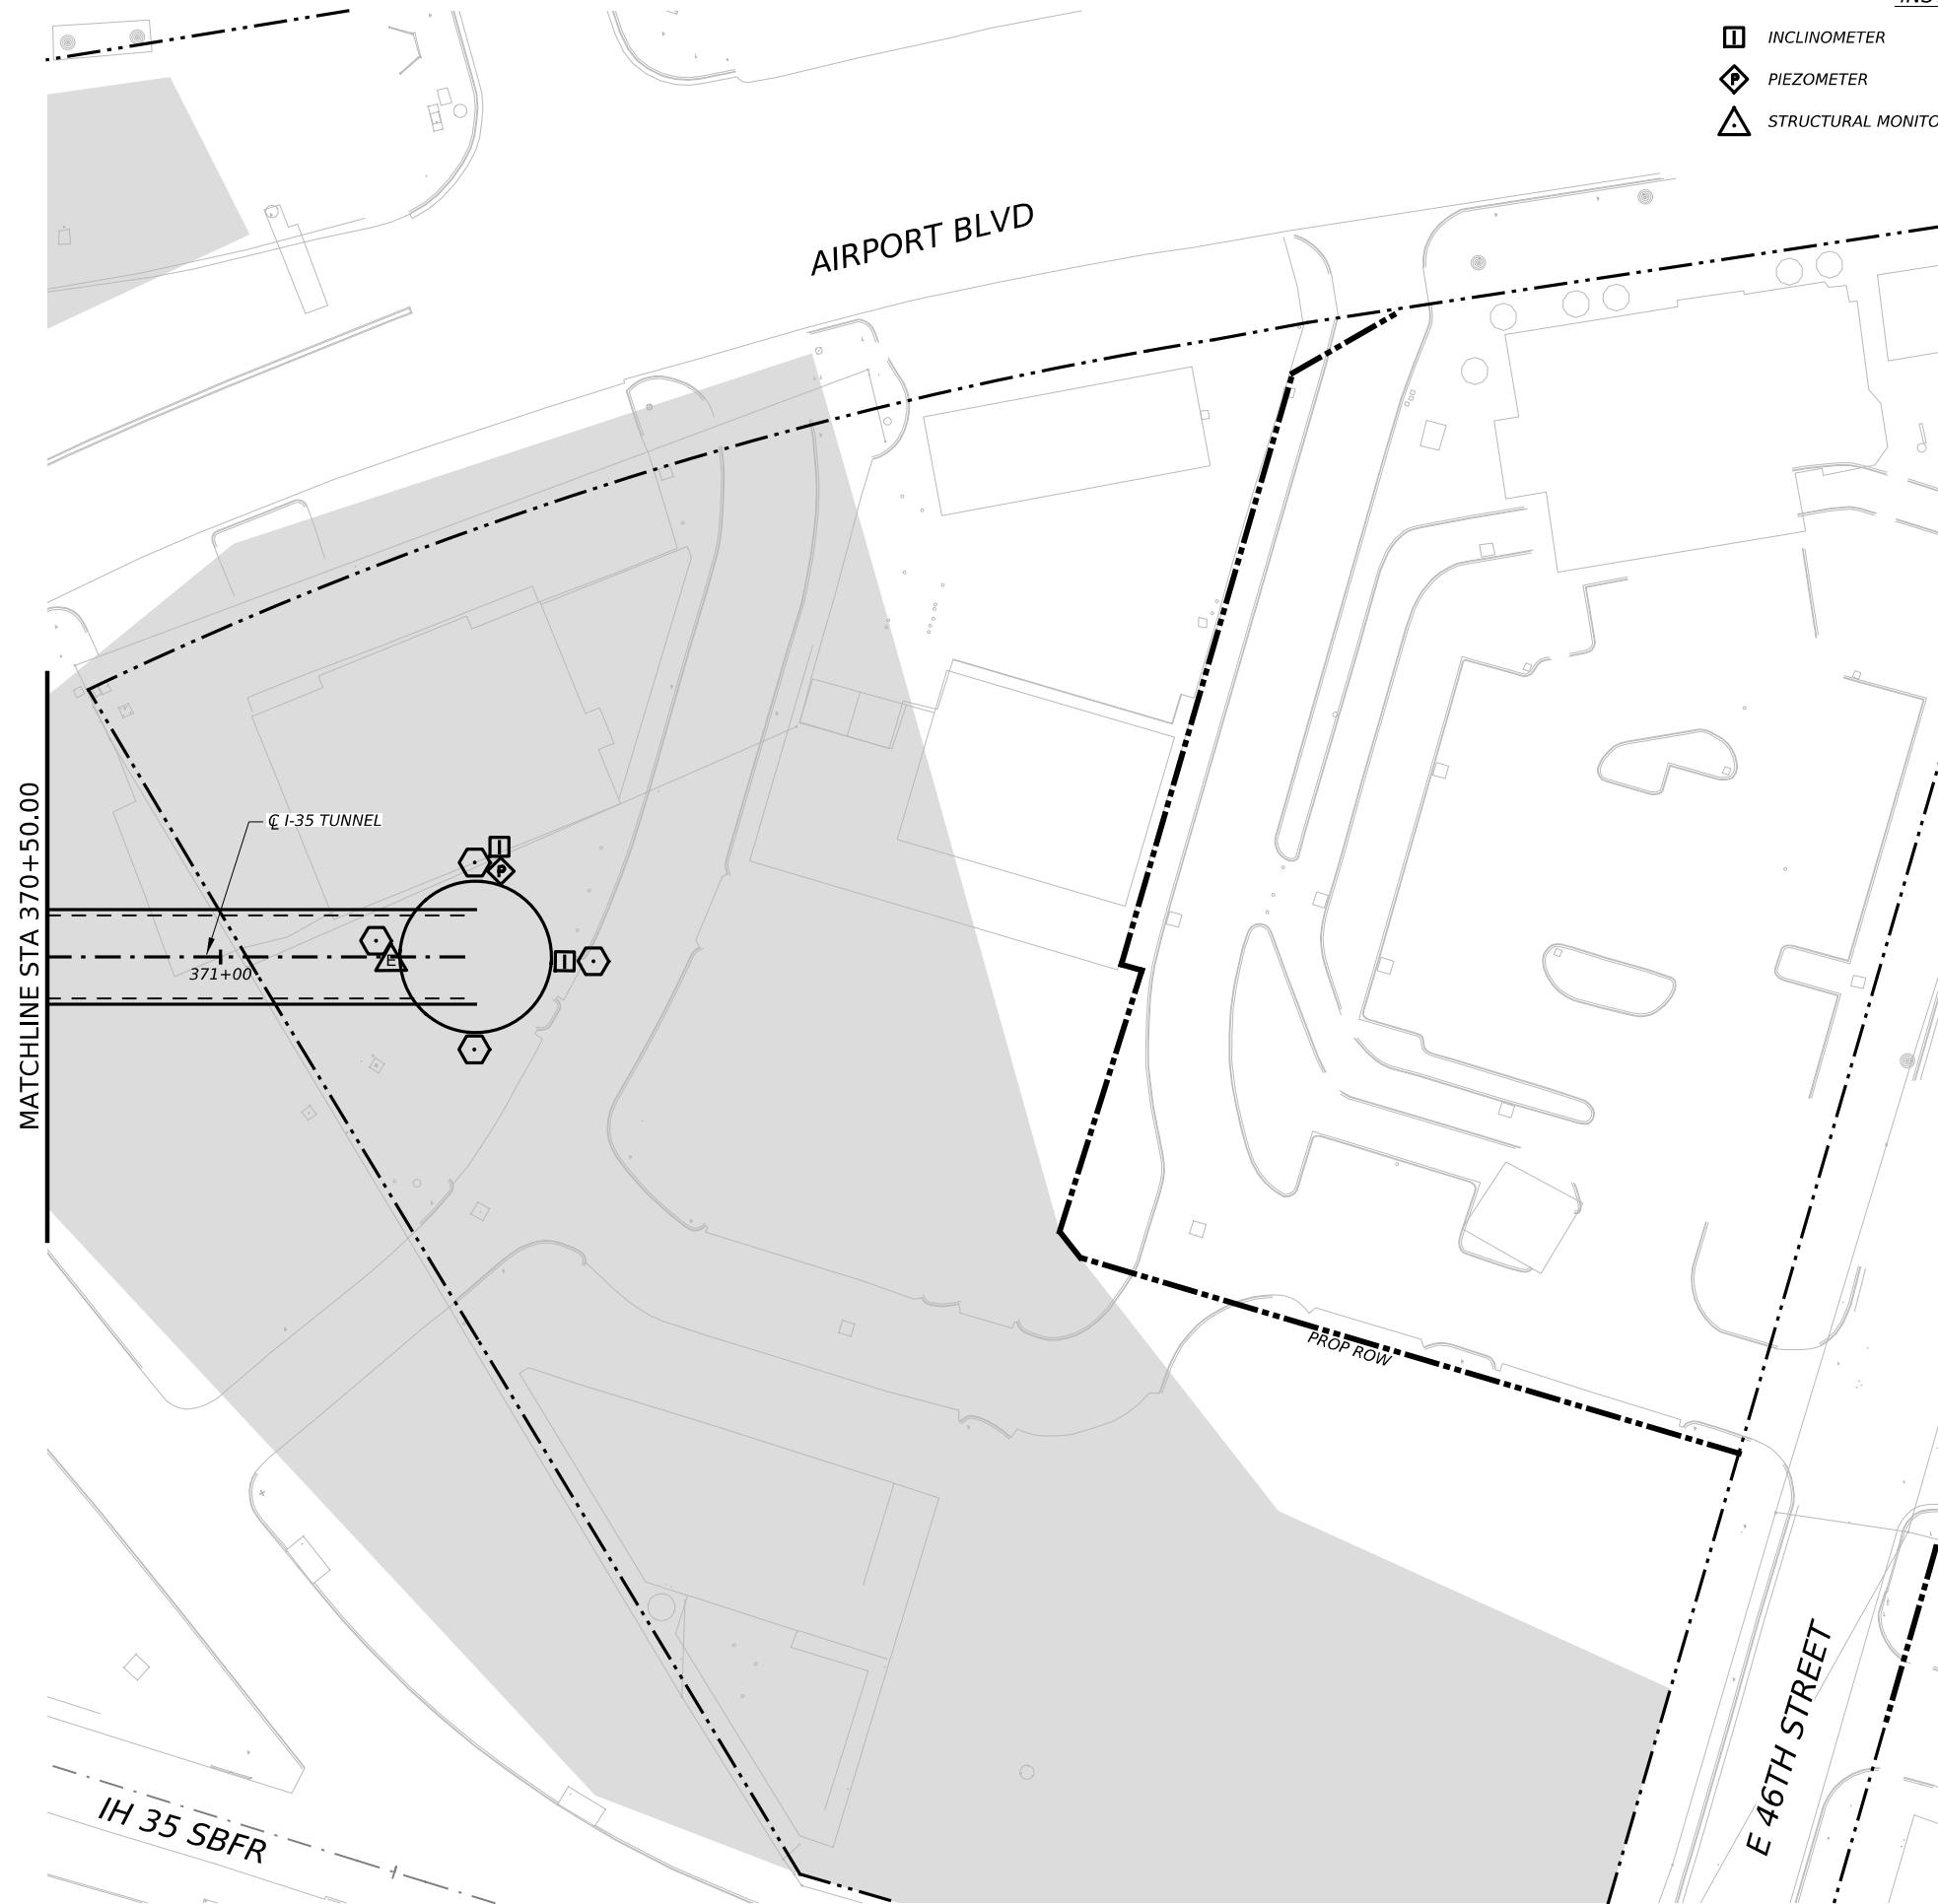 INCLINOMETER
P
PIEZOMETER
STRUCTURAL MONITO
AIRPORT BLVD
MATCHLINE STA 370+50.00
℄ I-35 TUNNEL
P
E
371+00
PROP ROW
E 46TH STREET
IH 35 SBFR